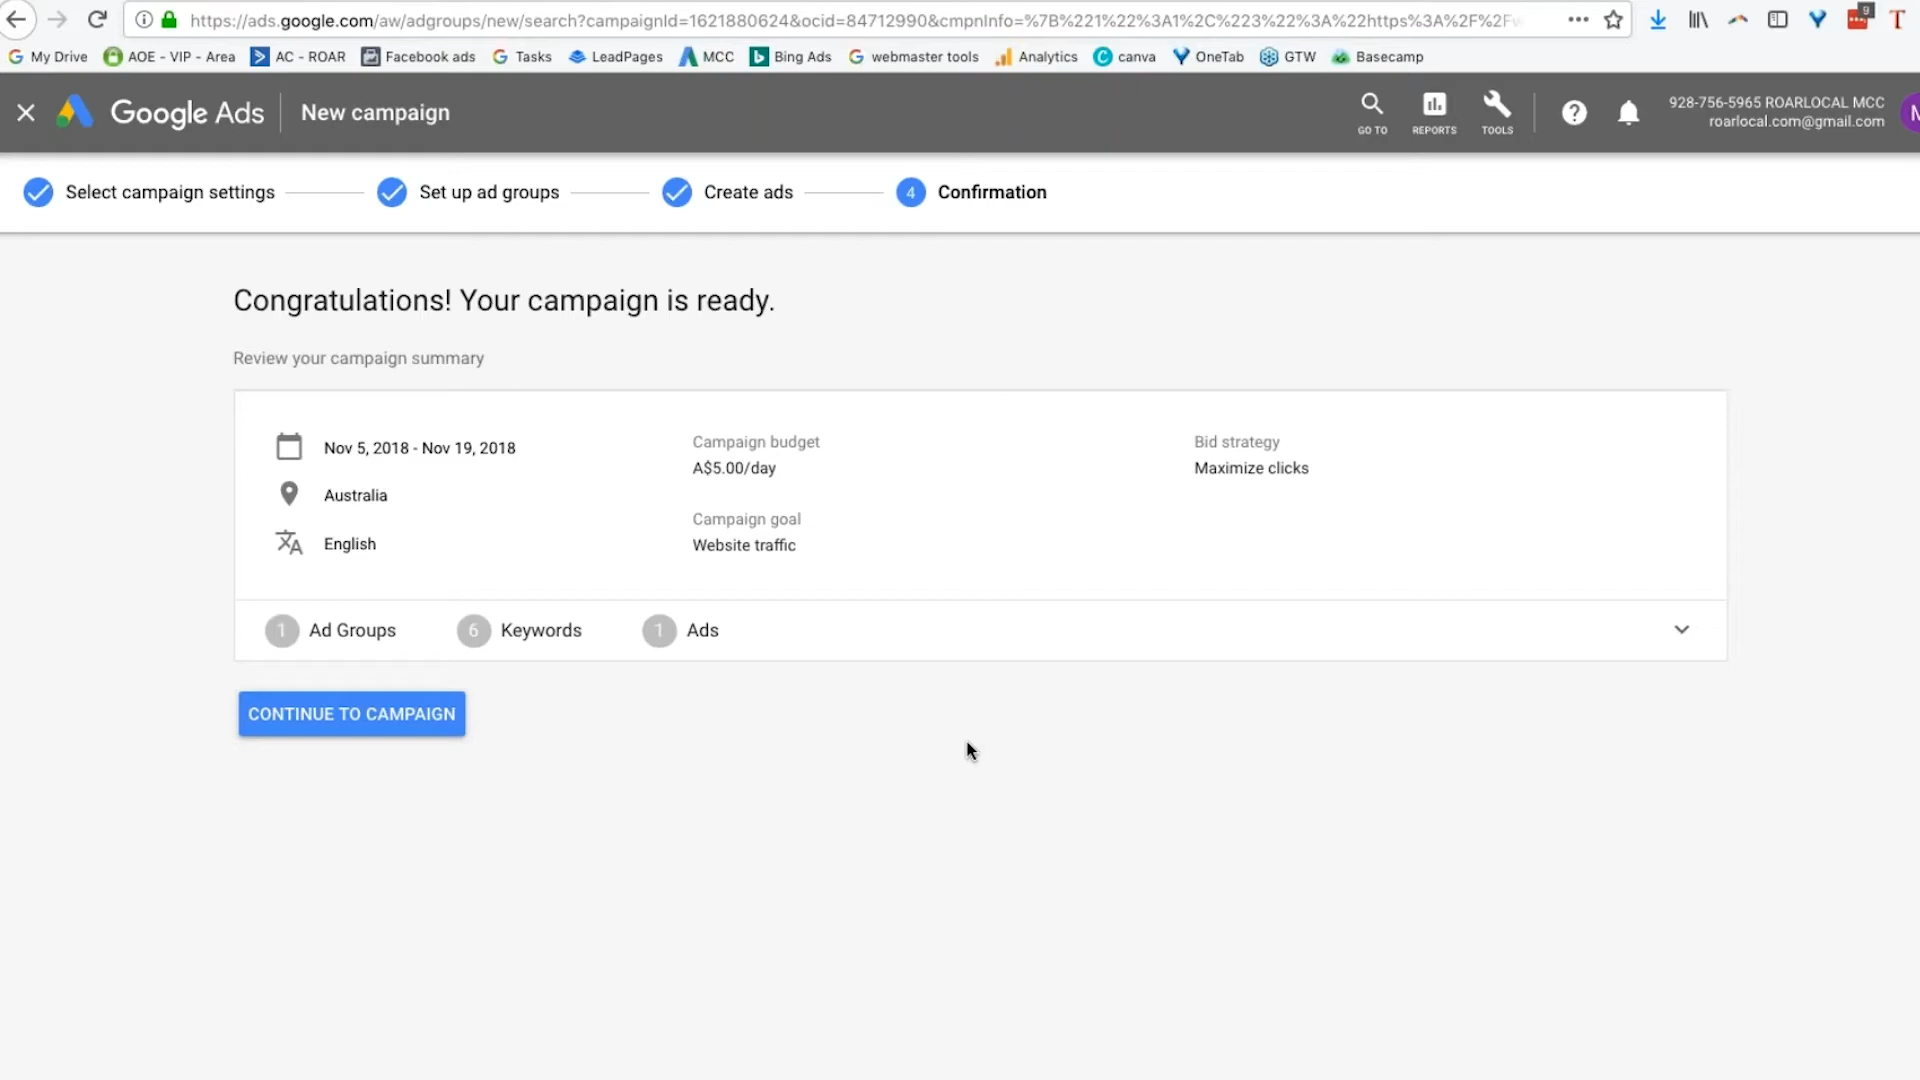 https://ads.google.com/aw/adgroups/new/search?campaignId=1621880624&ocid=84712990&cmpnInfo=%7B%221%22%3A1%2C%223%22%3A%22https%3A%2F%2F
9
T
My Drive AOE - VIP - Area AC - ROAR Facebook ads Tasks LeadPages MCC Bing Ads webmaster tools Analytics canva OneTab GTW Basecamp
Google Ads New campaign
GO TO REPORTS TOOLS
928-756-5965 ROARLOCAL MCC
roarlocal.com@gmail.com
Select campaign settings Set up ad groups Create ads 4 Confirmation
Congratulations! Your campaign is ready.
Review your campaign summary
Nov 5, 2018 - Nov 19, 2018
Australia
English
Campaign budget
A$5.00/day
Campaign goal
Website traffic
Bid strategy
Maximize clicks
1 Ad Groups 6 Keywords 1 Ads
CONTINUE TO CAMPAIGN